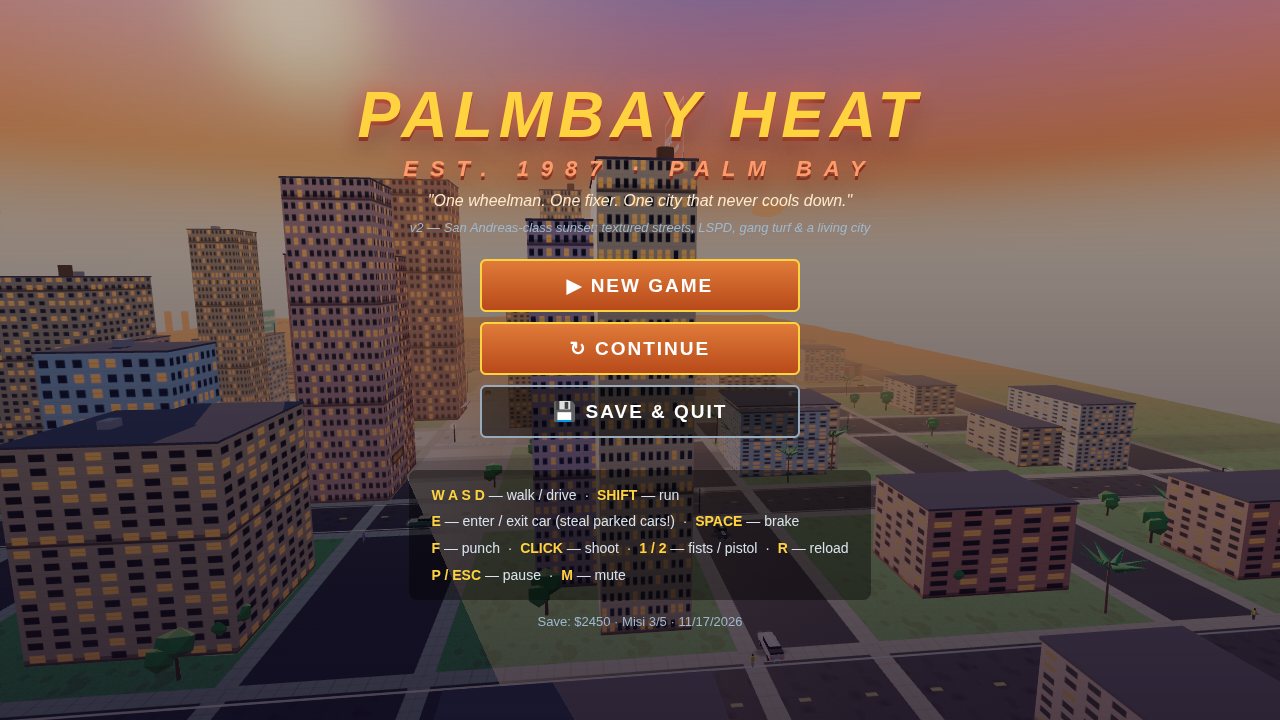 PALMBAY HEAT
EST. 1987 · PALM BAY
"One wheelman. One fixer. One city that never cools down."
v2 — San Andreas-class sunset: textured streets, LSPD, gang turf & a living city
▶ NEW GAME
↻ CONTINUE
💾 SAVE & QUIT
W A S D — walk / drive · SHIFT — run
E — enter / exit car (steal parked cars!) · SPACE — brake
F — punch · CLICK — shoot · 1 / 2 — fists / pistol · R — reload
P / ESC — pause · M — mute
Save: $2450 · Misi 3/5 · 11/17/2026